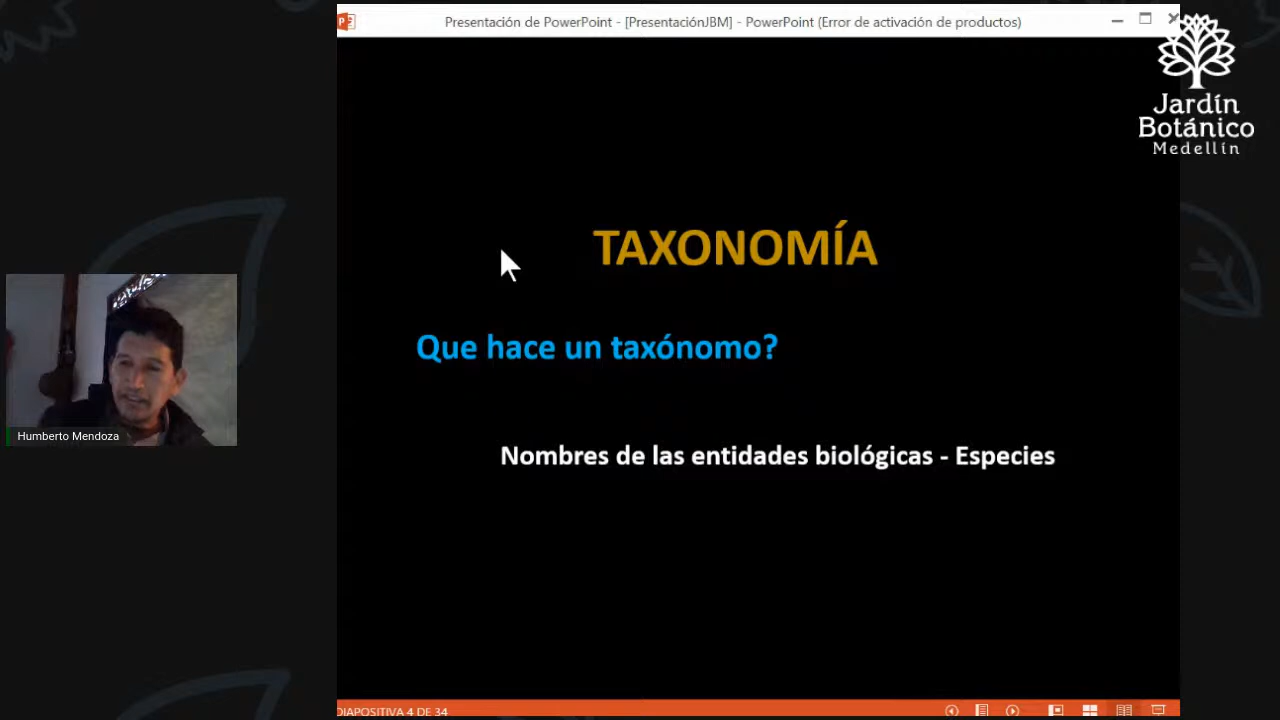 Presentación de PowerPoint - [PresentaciónJBM] - PowerPoint (Error de activación de productos)
Jardín
Botánico
Medellín
TAXONOMÍA
Que hace un taxónomo?
Humberto Mendoza
Nombres de las entidades biológicas - Especies
DIAPOSITIVA 4 DE 34